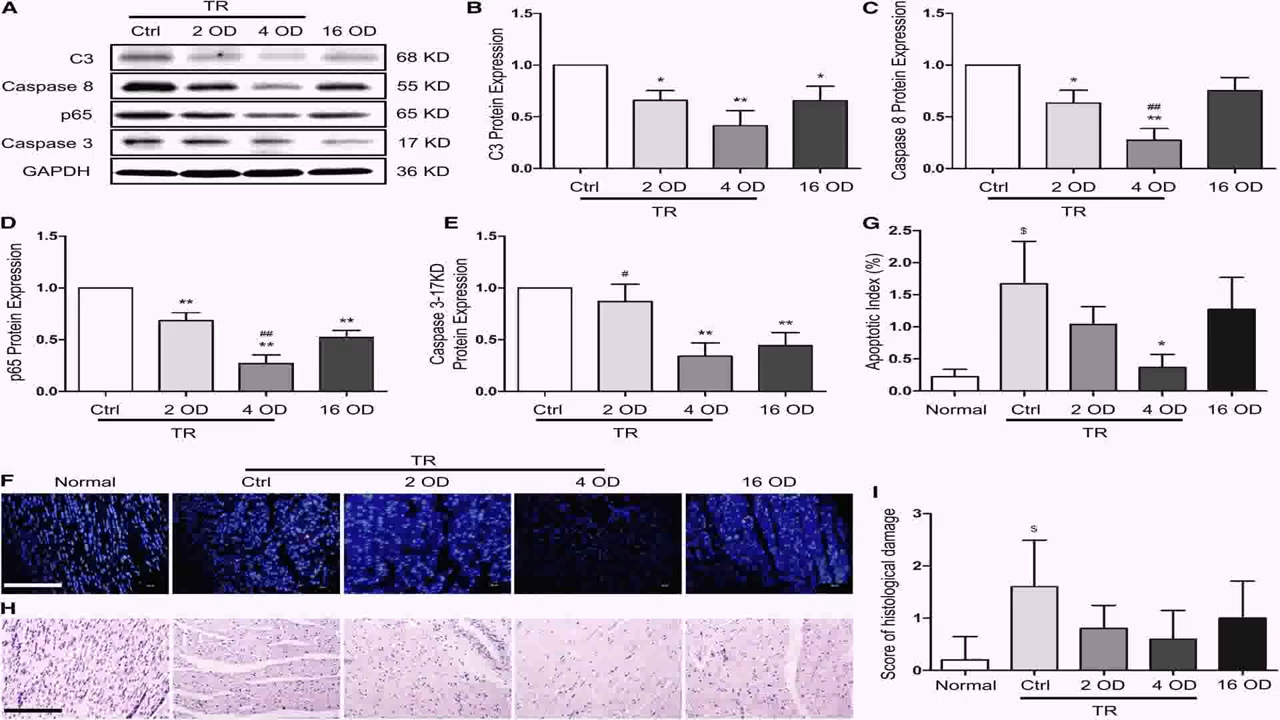 A
TR
Ctrl 2 OD 4 OD 16 OD
C3 68 KD
Caspase 8 55 KD
p65 65 KD
Caspase 3 17 KD
GAPDH 36 KD
B
C3 Protein Expression
1.5
1.0
0.5
0.0
* ** *
Ctrl 2 OD 4 OD 16 OD
TR
C
Caspase 8 Protein Expression
1.5
1.0
0.5
0.0
* ## **
Ctrl 2 OD 4 OD 16 OD
TR
D
p65 Protein Expression
1.5
1.0
0.5
0.0
** ## ** **
Ctrl 2 OD 4 OD 16 OD
TR
E
Caspase 3-17KD
Protein Expression
1.5
1.0
0.5
0.0
# ** **
Ctrl 2 OD 4 OD 16 OD
TR
G
Apoptotic Index (%)
2.5
2.0
1.5
1.0
0.5
0.0
$ *
Normal Ctrl 2 OD 4 OD 16 OD
TR
F
TR
Normal Ctrl 2 OD 4 OD 16 OD
H
I
Score of histological damage
3
2
1
0
$
Normal Ctrl 2 OD 4 OD 16 OD
TR